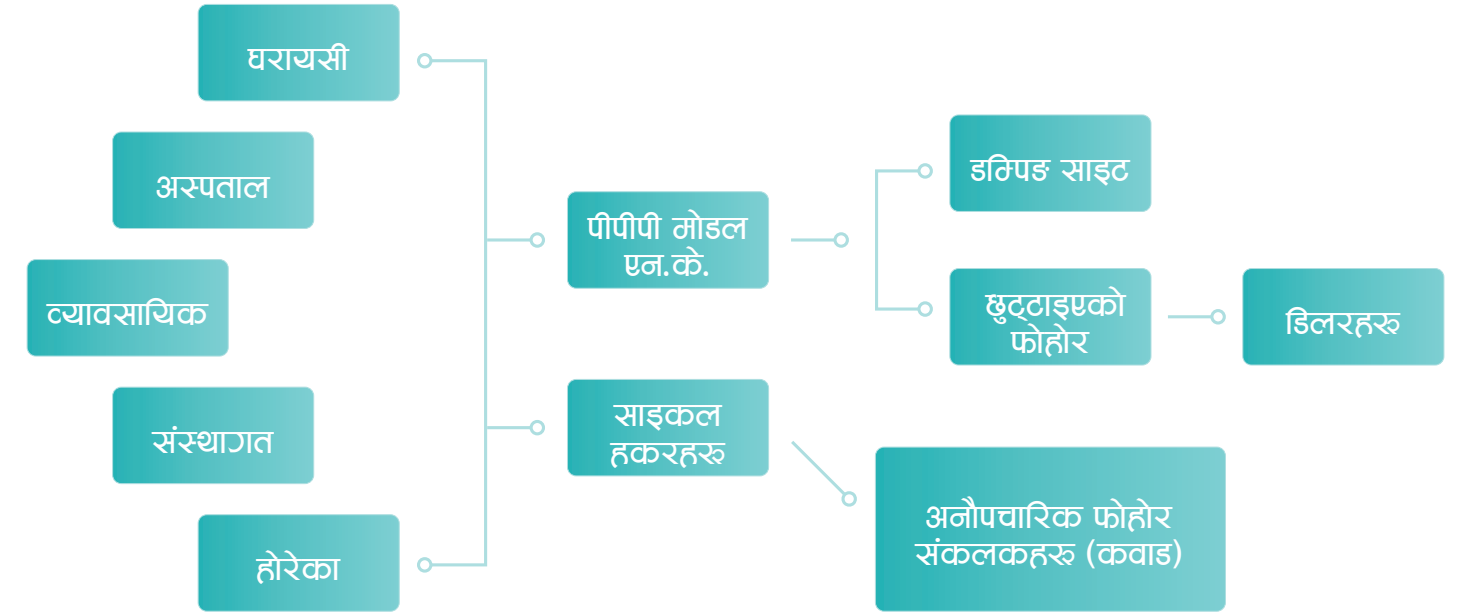 घरायसी
अस्पताल
व्यावसायिक
संस्थागत
होरेका
पीपीपी मोडल
एन.के.
साइकल
हकरहरू
डम्पिङ साइट
छुट्टाइएको
फोहोर
डिलरहरू
अनौपचारिक फोहोर
संकलकहरू (कवाड)